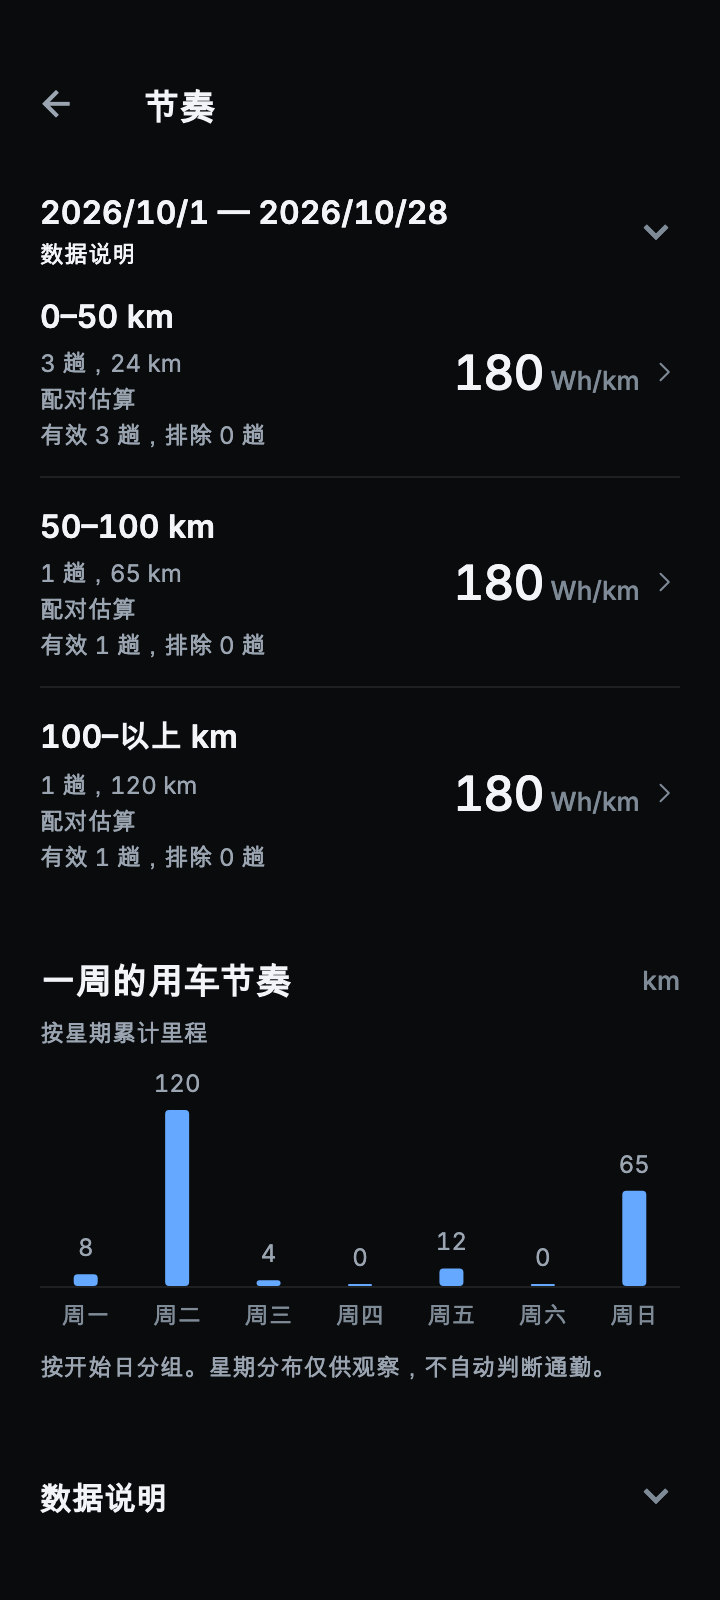 节奏
2026/10/1 — 2026/10/28
数据说明
0–50 km
3 趟，24 km
配对估算
有效 3 趟，排除 0 趟
180 Wh/km
50–100 km
1 趟，65 km
配对估算
有效 1 趟，排除 0 趟
180 Wh/km
100–以上 km
1 趟，120 km
配对估算
有效 1 趟，排除 0 趟
180 Wh/km
一周的用车节奏
km
按星期累计里程
8 120 4 0 12 0 65
周一 周二 周三 周四 周五 周六 周日
按开始日分组。星期分布仅供观察，不自动判断通勤。
数据说明